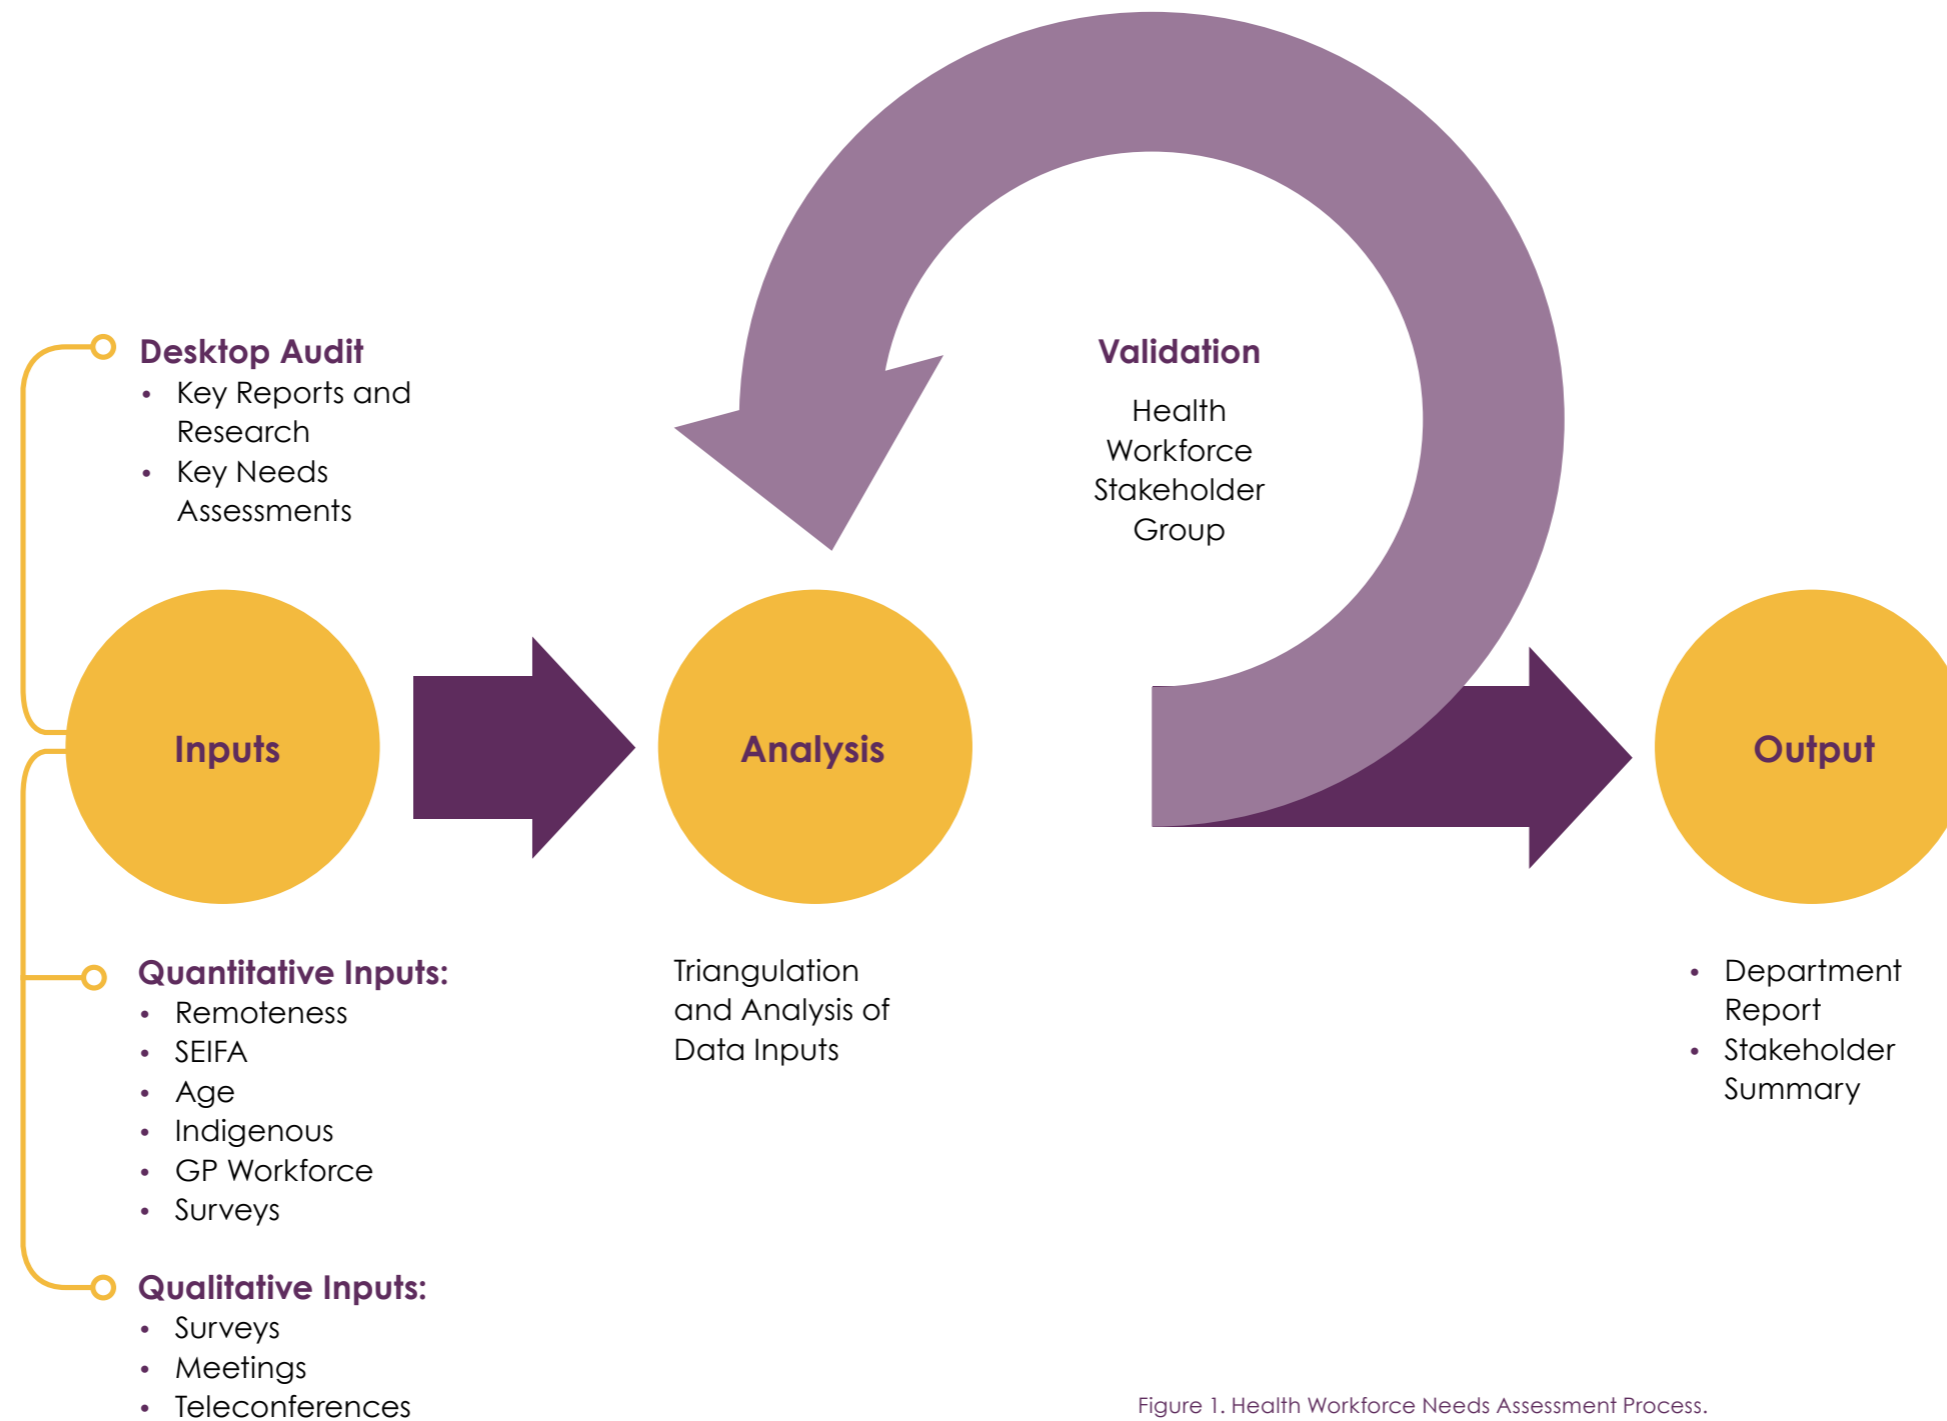 Desktop Audit
• Key Reports and
Research
• Key Needs
Assessments
Validation
Health
Workforce
Stakeholder
Group
Inputs
Analysis
Output
Quantitative Inputs:
• Remoteness
• SEIFA
• Age
• Indigenous
• GP Workforce
• Surveys
Qualitative Inputs:
• Surveys
• Meetings
• Teleconferences
Triangulation
and Analysis of
Data Inputs
• Department
Report
• Stakeholder
Summary
Figure 1. Health Workforce Needs Assessment Process.